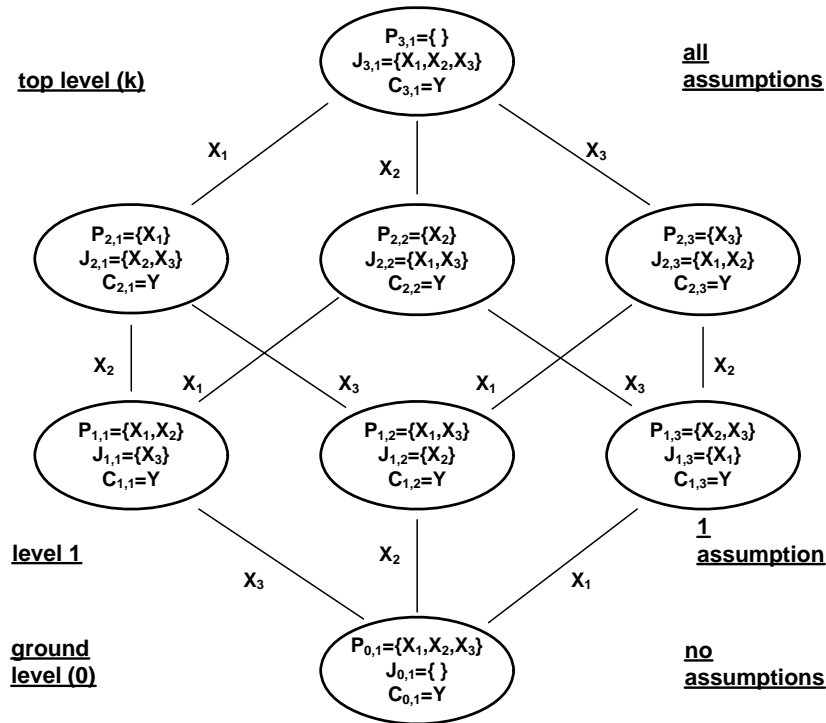 P3,1={ }
J3,1={X1,X2,X3}
C3,1=Y
top level (k)
all
assumptions
X1
X2
X3
P2,1={X1}
J2,1={X2,X3}
C2,1=Y
P2,2={X2}
J2,2={X1,X3}
C2,2=Y
P2,3={X3}
J2,3={X1,X2}
C2,3=Y
X2
X1
X3
X1
X3
X2
P1,1={X1,X2}
J1,1={X3}
C1,1=Y
P1,2={X1,X3}
J1,2={X2}
C1,2=Y
P1,3={X2,X3}
J1,3={X1}
C1,3=Y
level 1
1
assumption
X3
X2
X1
ground
level (0)
P0,1={X1,X2,X3}
J0,1={ }
C0,1=Y
no
assumptions